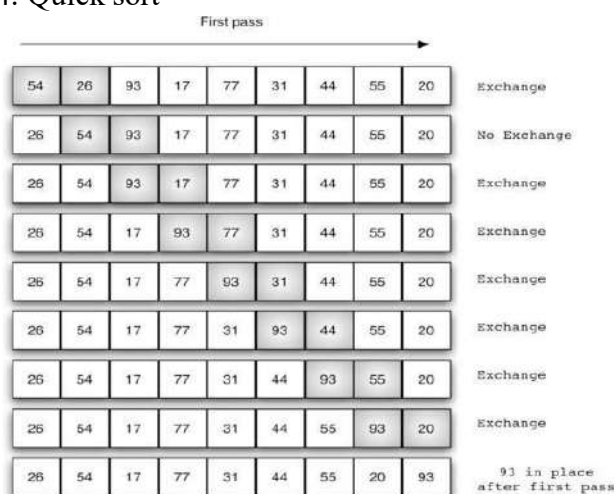 4. Quick sort
First pass
54 26 93 17 77 31 44 55 20 Exchange
26 54 93 17 77 31 44 55 20 No Exchange
26 54 93 17 77 31 44 55 20 Exchange
26 54 17 93 77 31 44 55 20 Exchange
26 54 17 77 93 31 44 55 20 Exchange
26 54 17 77 31 93 44 55 20 Exchange
26 54 17 77 31 44 93 55 20 Exchange
26 54 17 77 31 44 55 93 20 Exchange
26 54 17 77 31 44 55 20 93 93 in place
after first pass